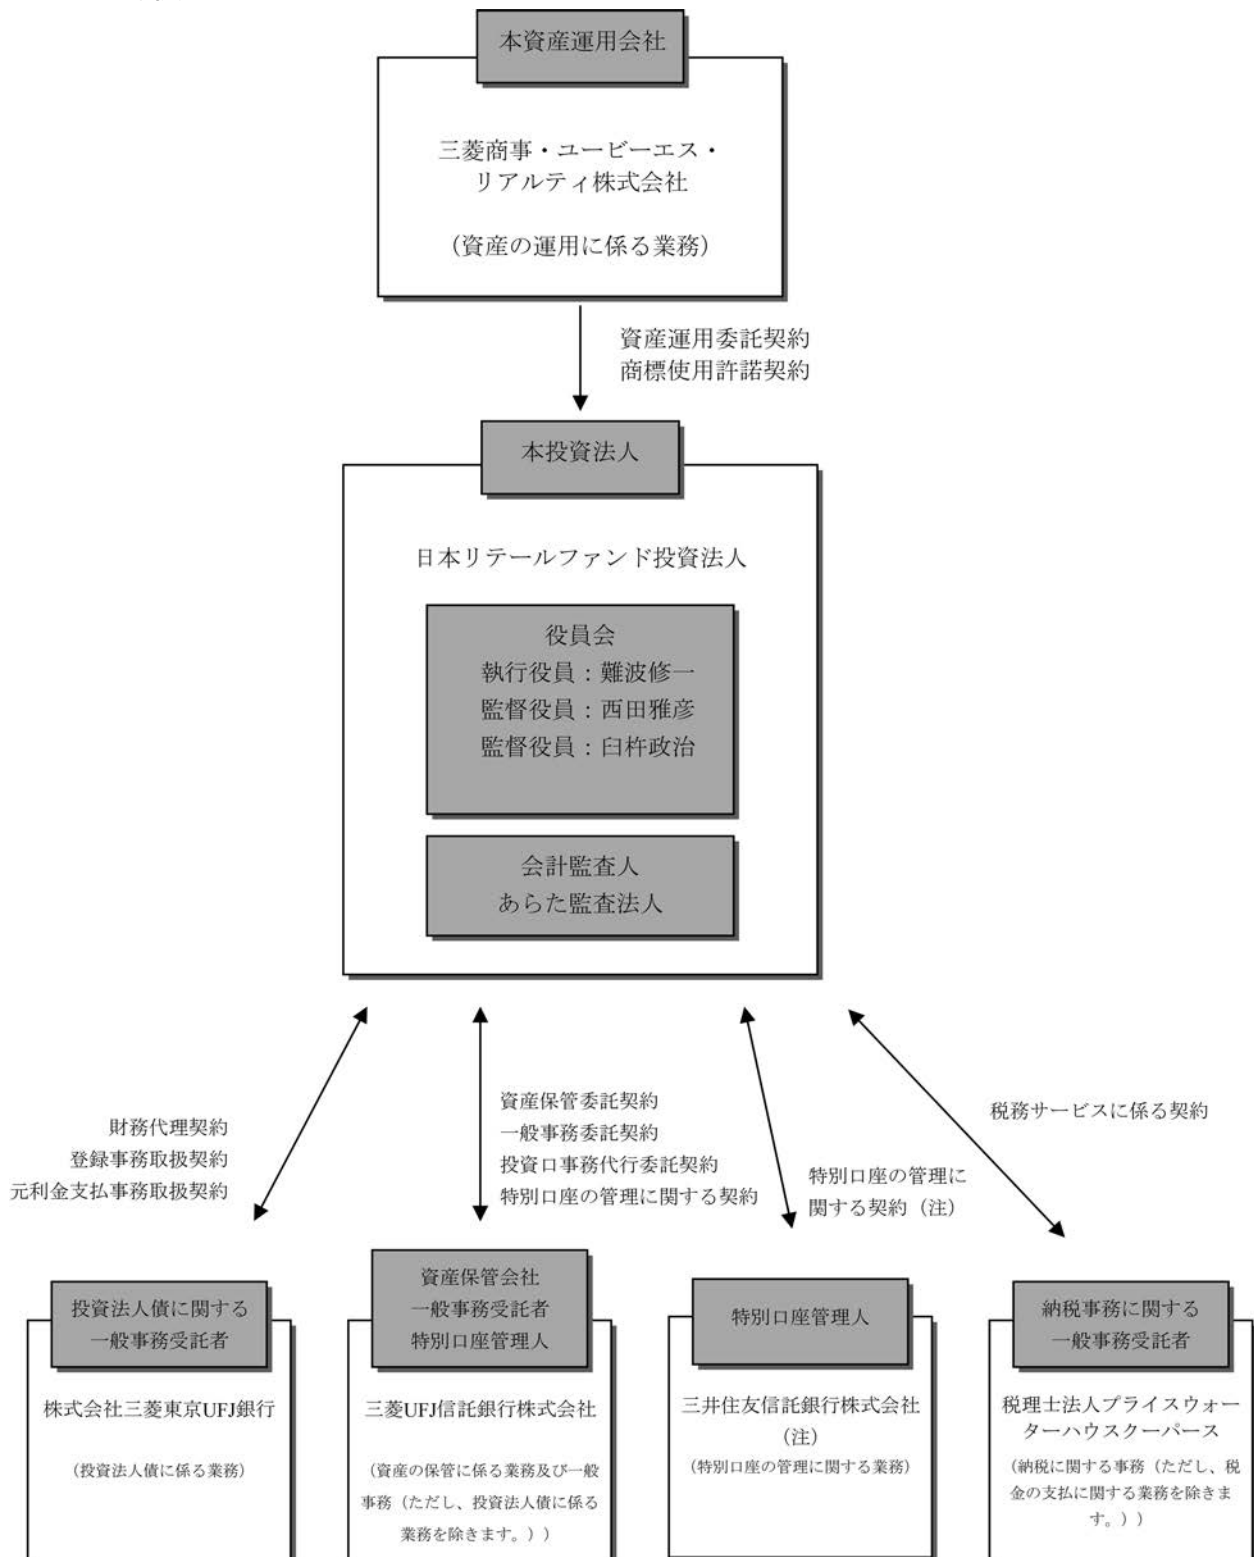 本資産運用会社
三菱商事・ユービーエス・
リアルティ株式会社
（資産の運用に係る業務）
資産運用委託契約
商標使用許諾契約
本投資法人
日本リテールファンド投資法人
役員会
執行役員：難波修一
監督役員：西田雅彦
監督役員：臼杵政治
会計監査人
あらた監査法人
財務代理契約
登録事務取扱契約
元利金支払事務取扱契約
資産保管委託契約
一般事務委託契約
投資口事務代行委託契約
特別口座の管理に関する契約
特別口座の管理に
関する契約（注）
税務サービスに係る契約
投資法人債に関する
一般事務受託者
株式会社三菱東京UFJ銀行
（投資法人債に係る業務）
資産保管会社
一般事務受託者
特別口座管理人
三菱UFJ信託銀行株式会社
（資産の保管に係る業務及び一般
事務（ただし、投資法人債に係る
業務を除きます。））
特別口座管理人
三井住友信託銀行株式会社
（注）
（特別口座の管理に関する業務）
納税事務に関する
一般事務受託者
税理士法人プライスウォー
ターハウスクーパース
（納税に関する事務（ただし、税
金の支払に関する業務を除きま
す。））